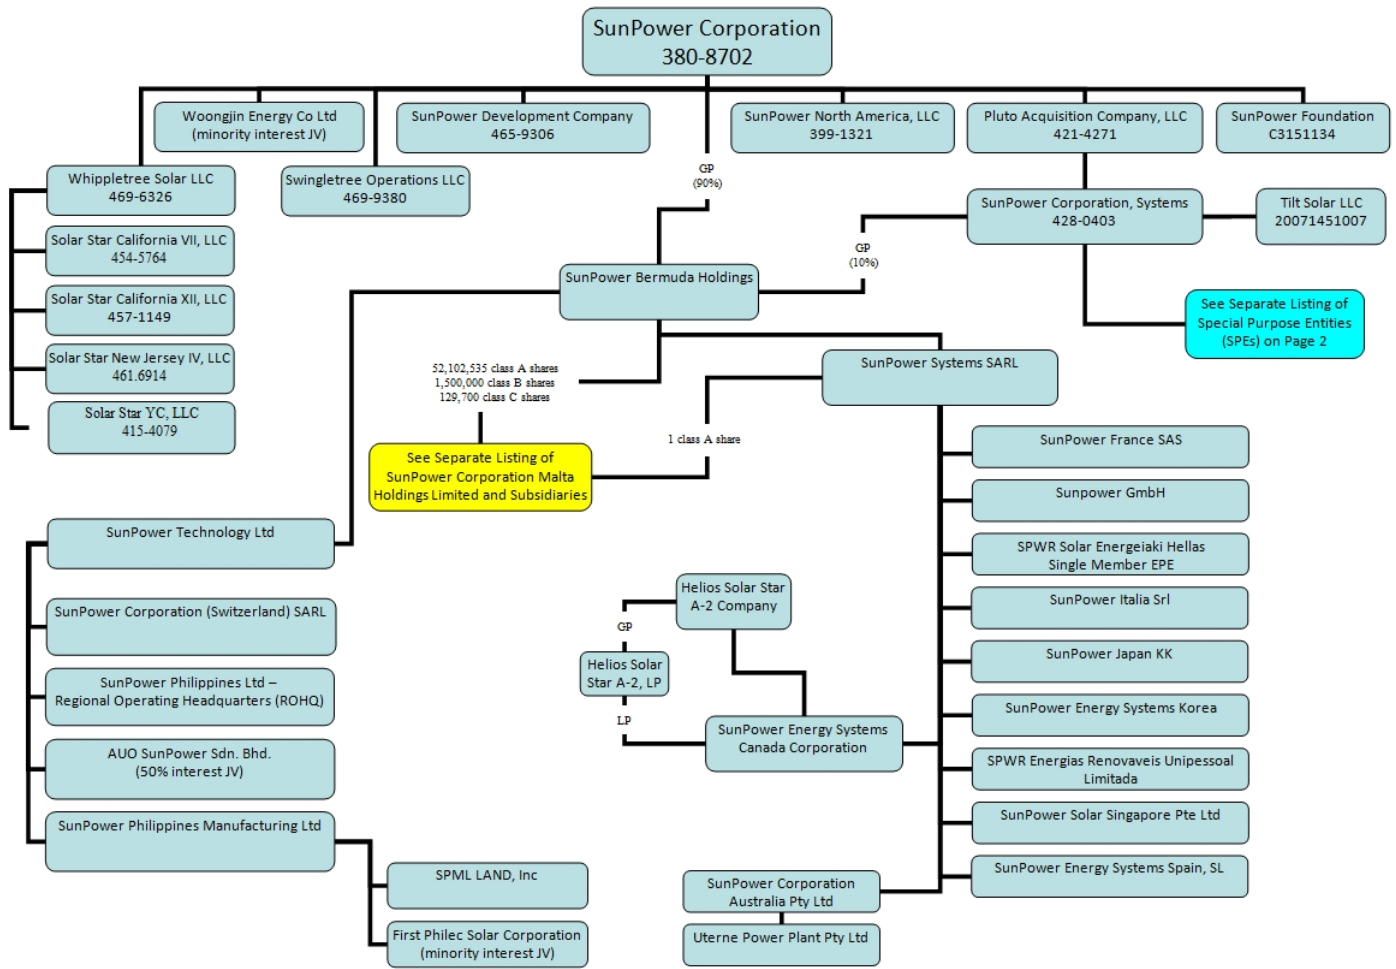 SunPower Corporation
380-8702
Woongjin Energy Co Ltd
(minority interest JV)
SunPower Development Company
465-9306
SunPower North America, LLC
399-1321
Pluto Acquisition Company, LLC
421-4271
SunPower Foundation
C3151134
Whippletree Solar LLC
469-6326
Swingletree Operations LLC
469-9380
GP
(90%)
SunPower Corporation, Systems
428-0403
Tilt Solar LLC
20071451007
Solar Star California VII, LLC
454-5764
GP
(10%)
SunPower Bermuda Holdings
Solar Star California XII, LLC
457-1149
See Separate Listing of
Special Purpose Entities
(SPEs) on Page 2
Solar Star New Jersey IV, LLC
461.6914
52,102,535 class A shares
1,500,000 class B shares
129,700 class C shares
SunPower Systems SARL
Solar Star YC, LLC
415-4079
1 class A share
See Separate Listing of
SunPower Corporation Malta
Holdings Limited and Subsidiaries
SunPower France SAS
Sunpower GmbH
SPWR Solar Energeiaki Hellas
Single Member EPE
SunPower Italia Srl
SunPower Japan KK
SunPower Energy Systems Korea
SPWR Energias Renovaveis Unipessoal
Limitada
SunPower Solar Singapore Pte Ltd
SunPower Energy Systems Spain, SL
SunPower Technology Ltd
SunPower Corporation (Switzerland) SARL
SunPower Philippines Ltd –
Regional Operating Headquarters (ROHQ)
AUO SunPower Sdn. Bhd.
(50% interest JV)
SunPower Philippines Manufacturing Ltd
SPML LAND, Inc
First Philec Solar Corporation
(minority interest JV)
Helios Solar Star
A-2 Company
GP
Helios Solar
Star A-2, LP
LP
SunPower Energy Systems
Canada Corporation
SunPower Corporation
Australia Pty Ltd
Uterne Power Plant Pty Ltd